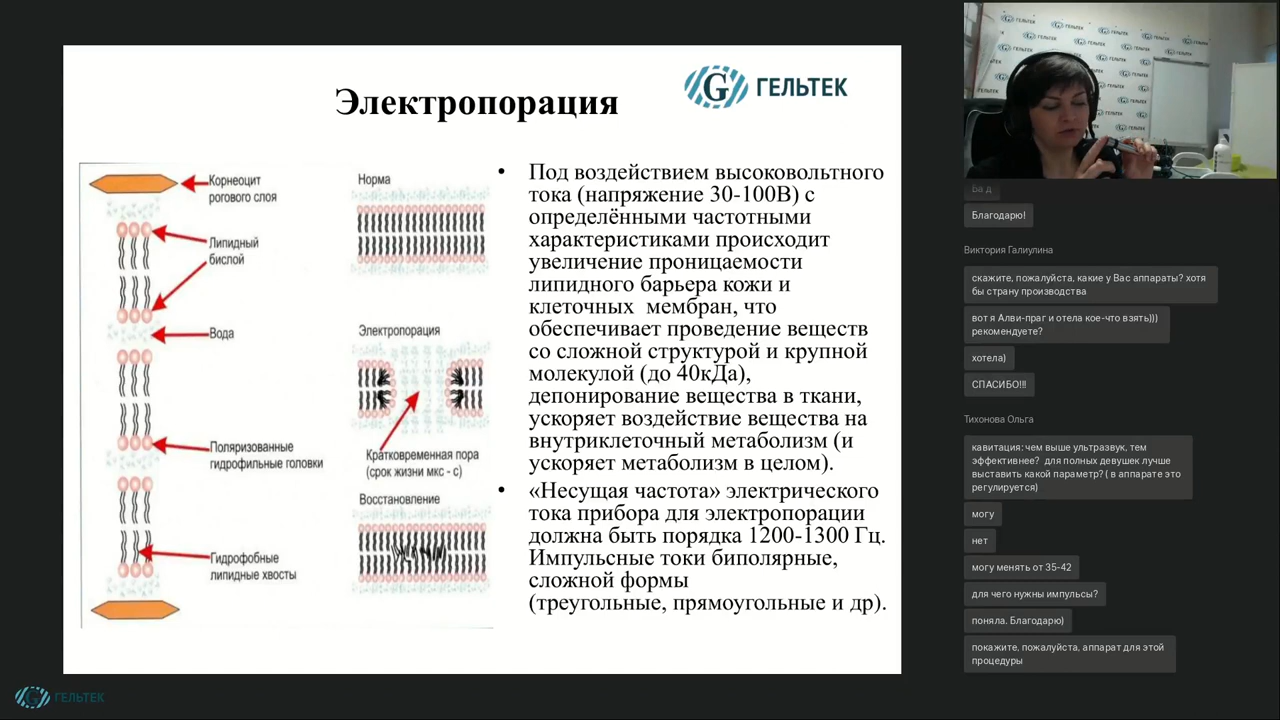 Электропорация
ГЕЛЬТЕК
Корнеоцит
рогового слоя
Липидный
бислой
Вода
Поляризованные
гидрофильные головки
Гидрофобные
липидные хвосты
Норма
Электропорация
Кратковременная пора
(срок жизни мкс - с)
Восстановление
• Под воздействием высоковольтного
тока (напряжение 30-100В) с
определёнными частотными
характеристиками происходит
увеличение проницаемости
липидного барьера кожи и
клеточных мембран, что
обеспечивает проведение веществ
со сложной структурой и крупной
молекулой (до 40кДа),
депонирование вещества в ткани,
ускоряет воздействие вещества на
внутриклеточный метаболизм (и
ускоряет метаболизм в целом).
• «Несущая частота» электрического
тока прибора для электропорации
должна быть порядка 1200-1300 Гц.
Импульсные токи биполярные,
сложной формы
(треугольные, прямоугольные и др).
ГЕЛЬТЕК
Ба д
Благодарю!
Виктория Галиулина
скажите, пожалуйста, какие у Вас аппараты? хотя
бы страну производства
вот я Алви-праг и отела кое-что взять)))
рекомендуете?
хотела)
СПАСИБО!!!
Тихонова Ольга
кавитация: чем выше ультразвук, тем
эффективнее? для полных девушек лучше
выставить какой параметр?( в аппарате это
регулируется)
могу
нет
могу менять от 35-42
для чего нужны импульсы?
поняла. Благодарю)
покажите, пожалуйста, аппарат для этой
процедуры